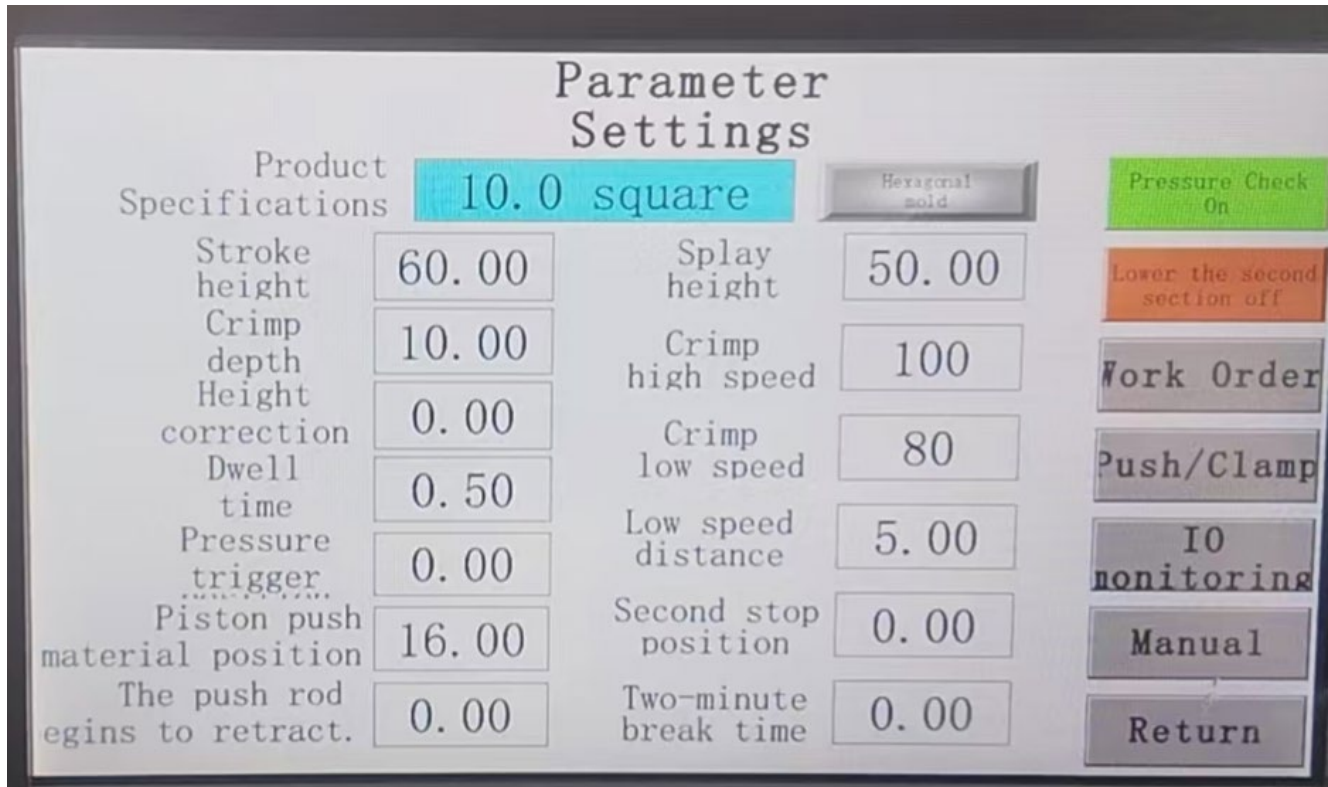 Parameter
Settings
Product
Specifications
10.0 square
Hexagonal
mold
Pressure Check
On
Stroke
height
60.00
Splay
height
50.00
Lower the second
section off
Crimp
depth
10.00
Crimp
high speed
100
Work Order
Height
correction
0.00
Crimp
low speed
80
Push/Clamp
Dwell
time
0.50
Low speed
distance
5.00
IO
monitoring
Pressure
trigger
0.00
Piston push
material position
16.00
Second stop
position
0.00
Manual
The push rod
egins to retract.
0.00
Two-minute
break time
0.00
Return